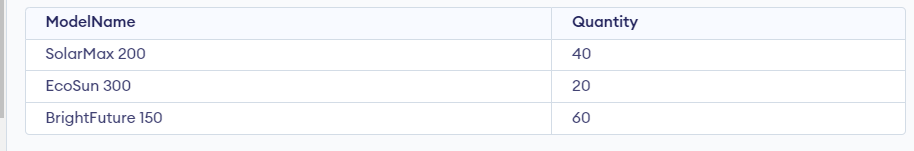 ModelName Quantity
SolarMax 200 40
EcoSun 300 20
BrightFuture 150 60